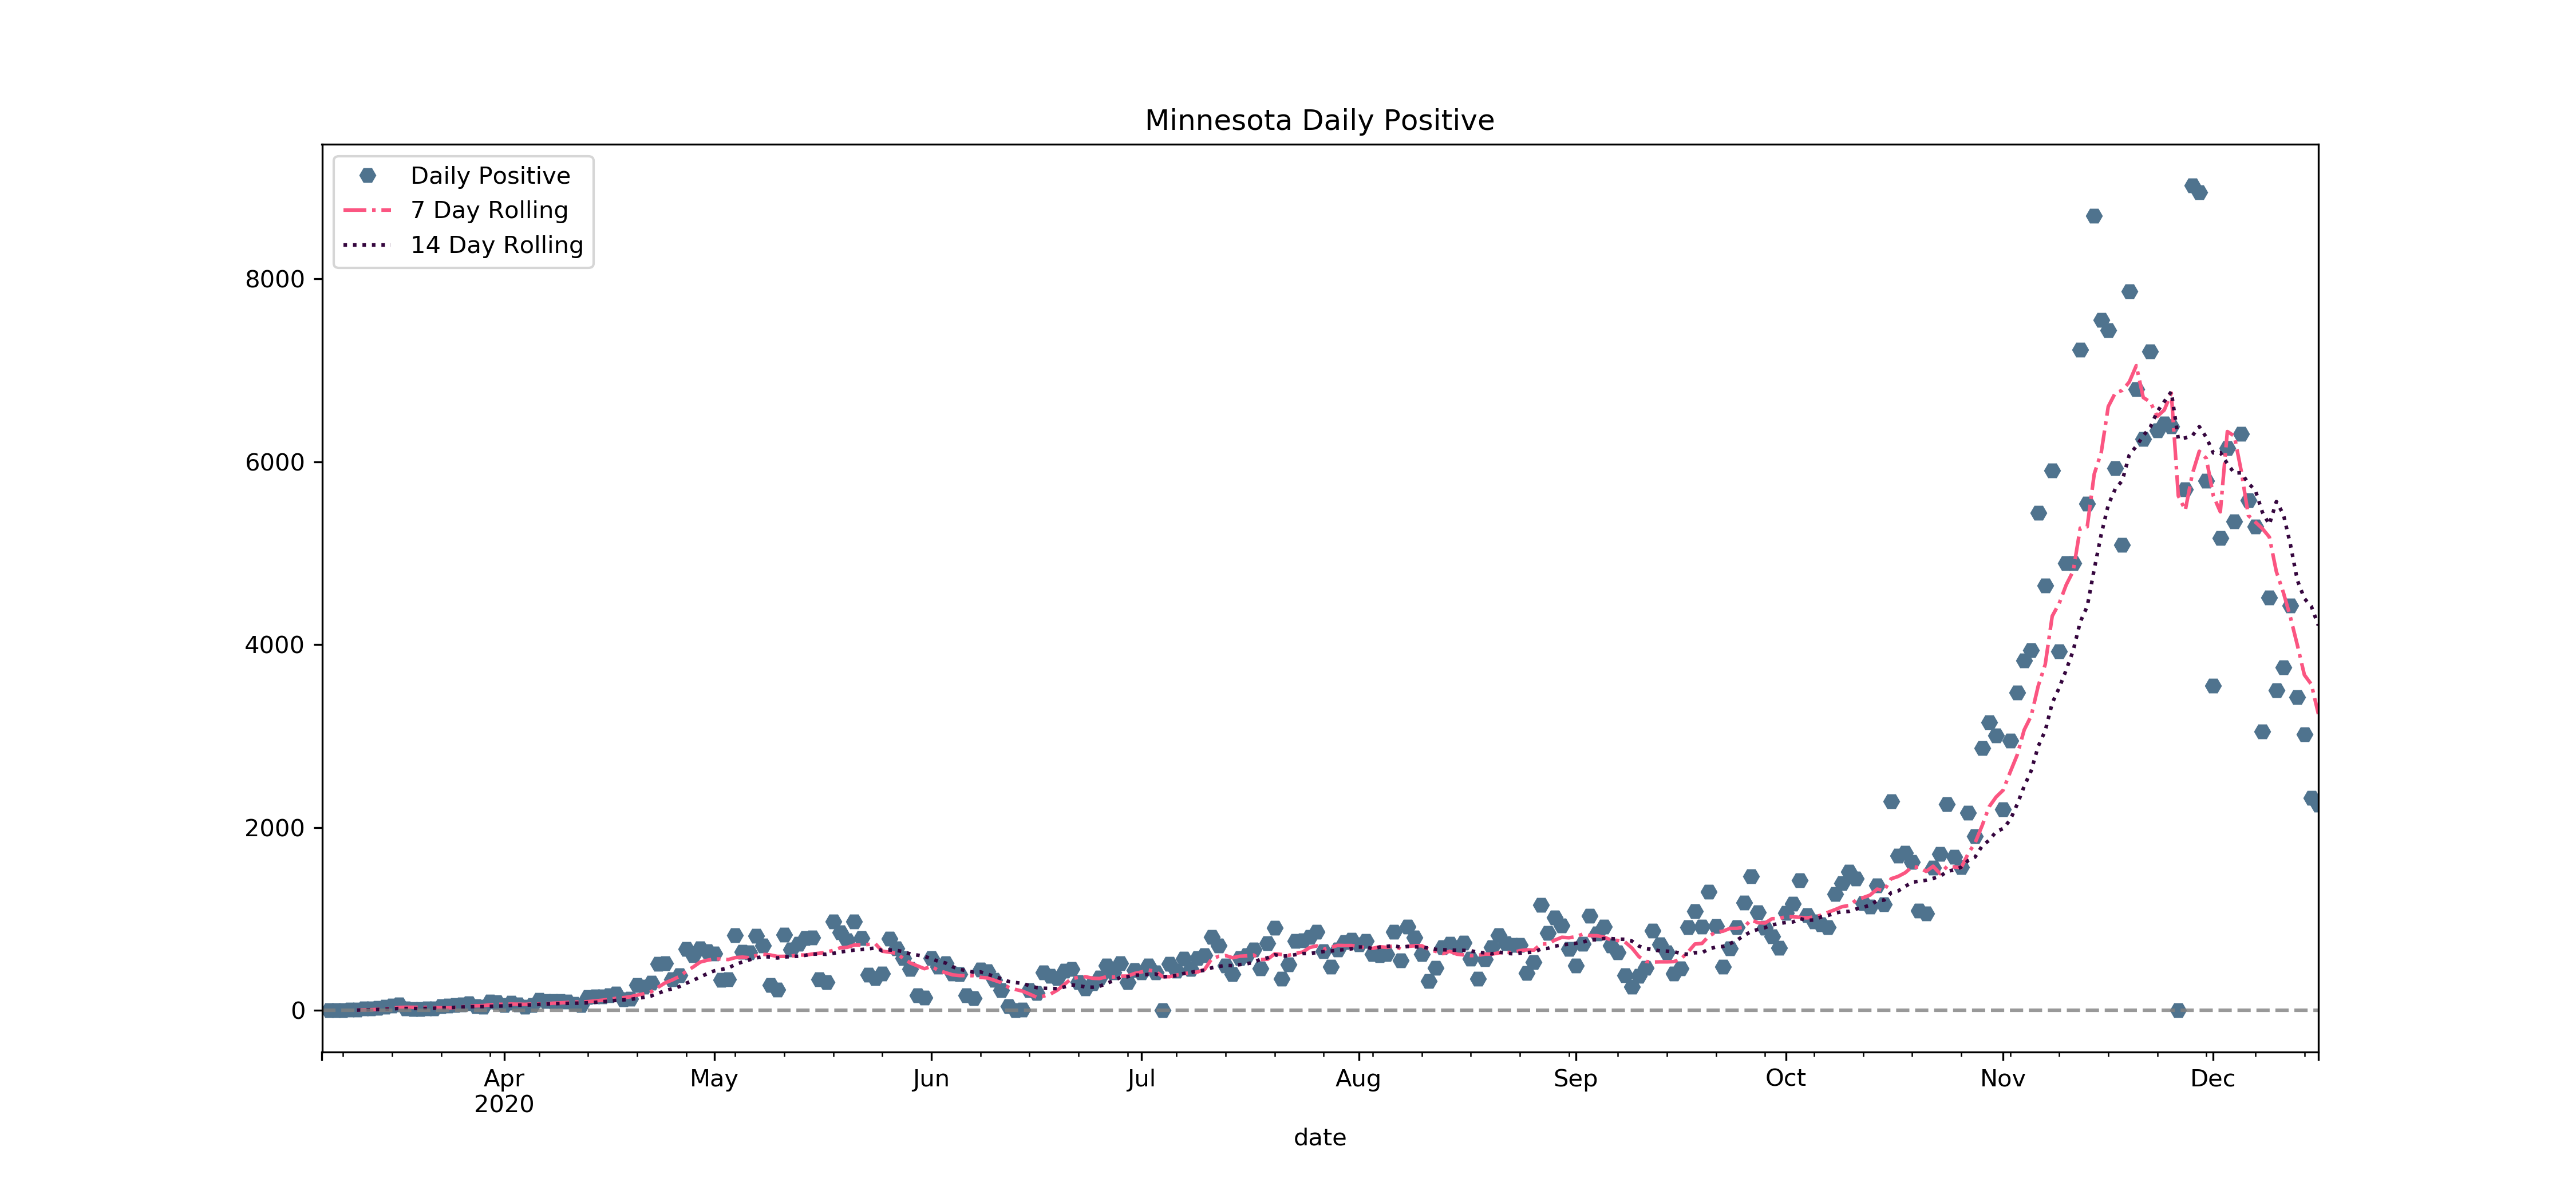 Minnesota Daily Positive
Daily Positive
7 Day Rolling
14 Day Rolling
8000
6000
4000
2000
0
Apr May Jun Jul Aug Sep Oct Nov Dec
2020
date